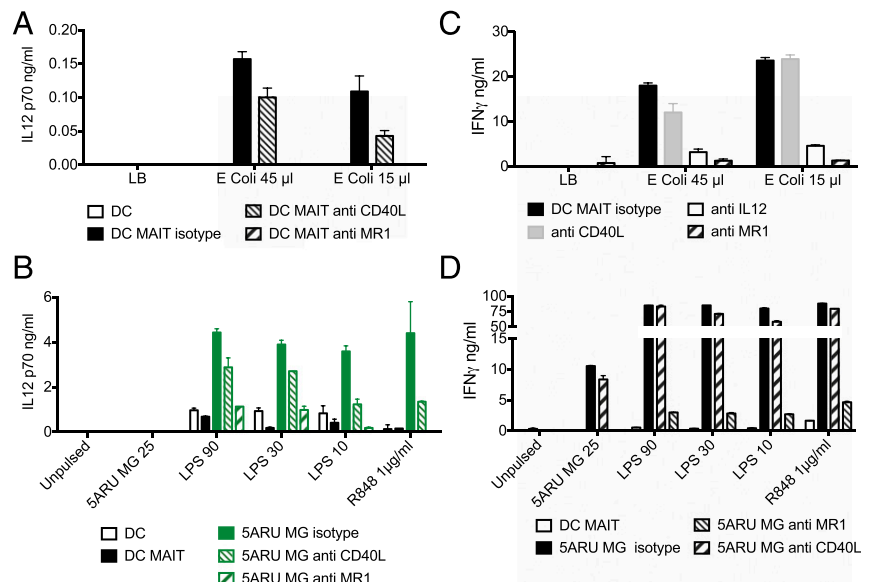 A
IL12 p70 ng/ml
0.20
0.15
0.10
0.05
0.00
LB
E Coli 45 µl
E Coli 15 µl
DC
DC MAIT anti CD40L
DC MAIT isotype
DC MAIT anti MR1
C
IFNγ ng/ml
30
20
10
0
LB
E Coli 45 µl
E Coli 15 µl
DC MAIT isotype
anti IL12
anti CD40L
anti MR1
B
IL12 p70 ng/ml
6
4
2
0
Unpulsed
5ARU MG 25
LPS 90
LPS 30
LPS 10
R848 1µg/ml
DC
5ARU MG isotype
DC MAIT
5ARU MG anti CD40L
5ARU MG anti MR1
D
IFNγ ng/ml
100
75
50
15
10
5
0
Unpulsed
5ARU MG 25
LPS 90
LPS 30
LPS 10
R848 1µg/ml
DC MAIT
5ARU MG anti MR1
5ARU MG isotype
5ARU MG anti CD40L